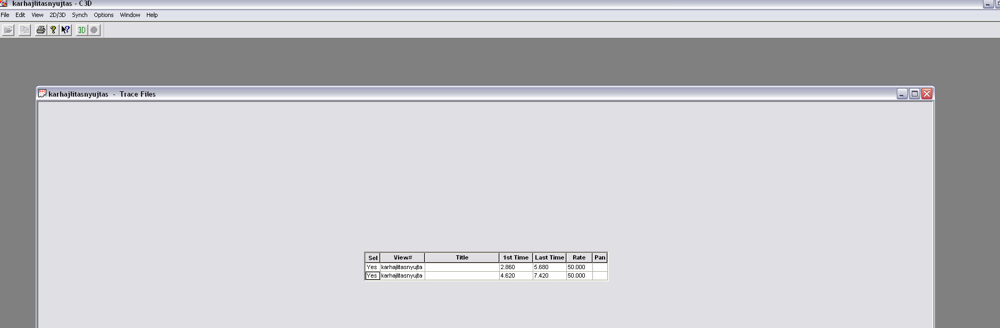 karhajlitasnyujtas - C3D
File Edit View 2D/3D Synch Options Window Help
? ? 3D
karhajlitasnyujtas - Trace Files
Sel View# Title 1st Time Last Time Rate Pan
Yes karhajlitasnyujta 2.860 5.680 50.000
Yes karhajlitasnyujta 4.620 7.420 50.000